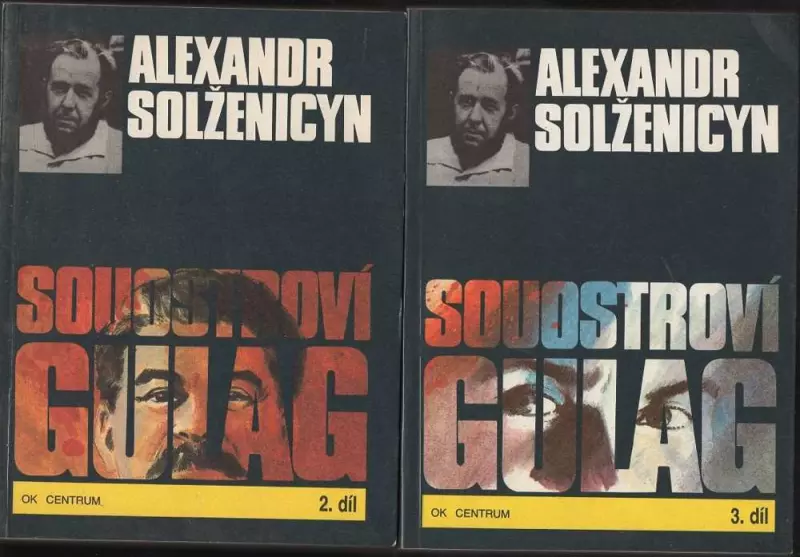 ALEXANDR
SOLŽENICYN
SOUOSTROVÍ
GULAG
OK CENTRUM
2. díl
ALEXANDR
SOLŽENICYN
SOUOSTROVÍ
GULAG
OK CENTRUM
3. díl